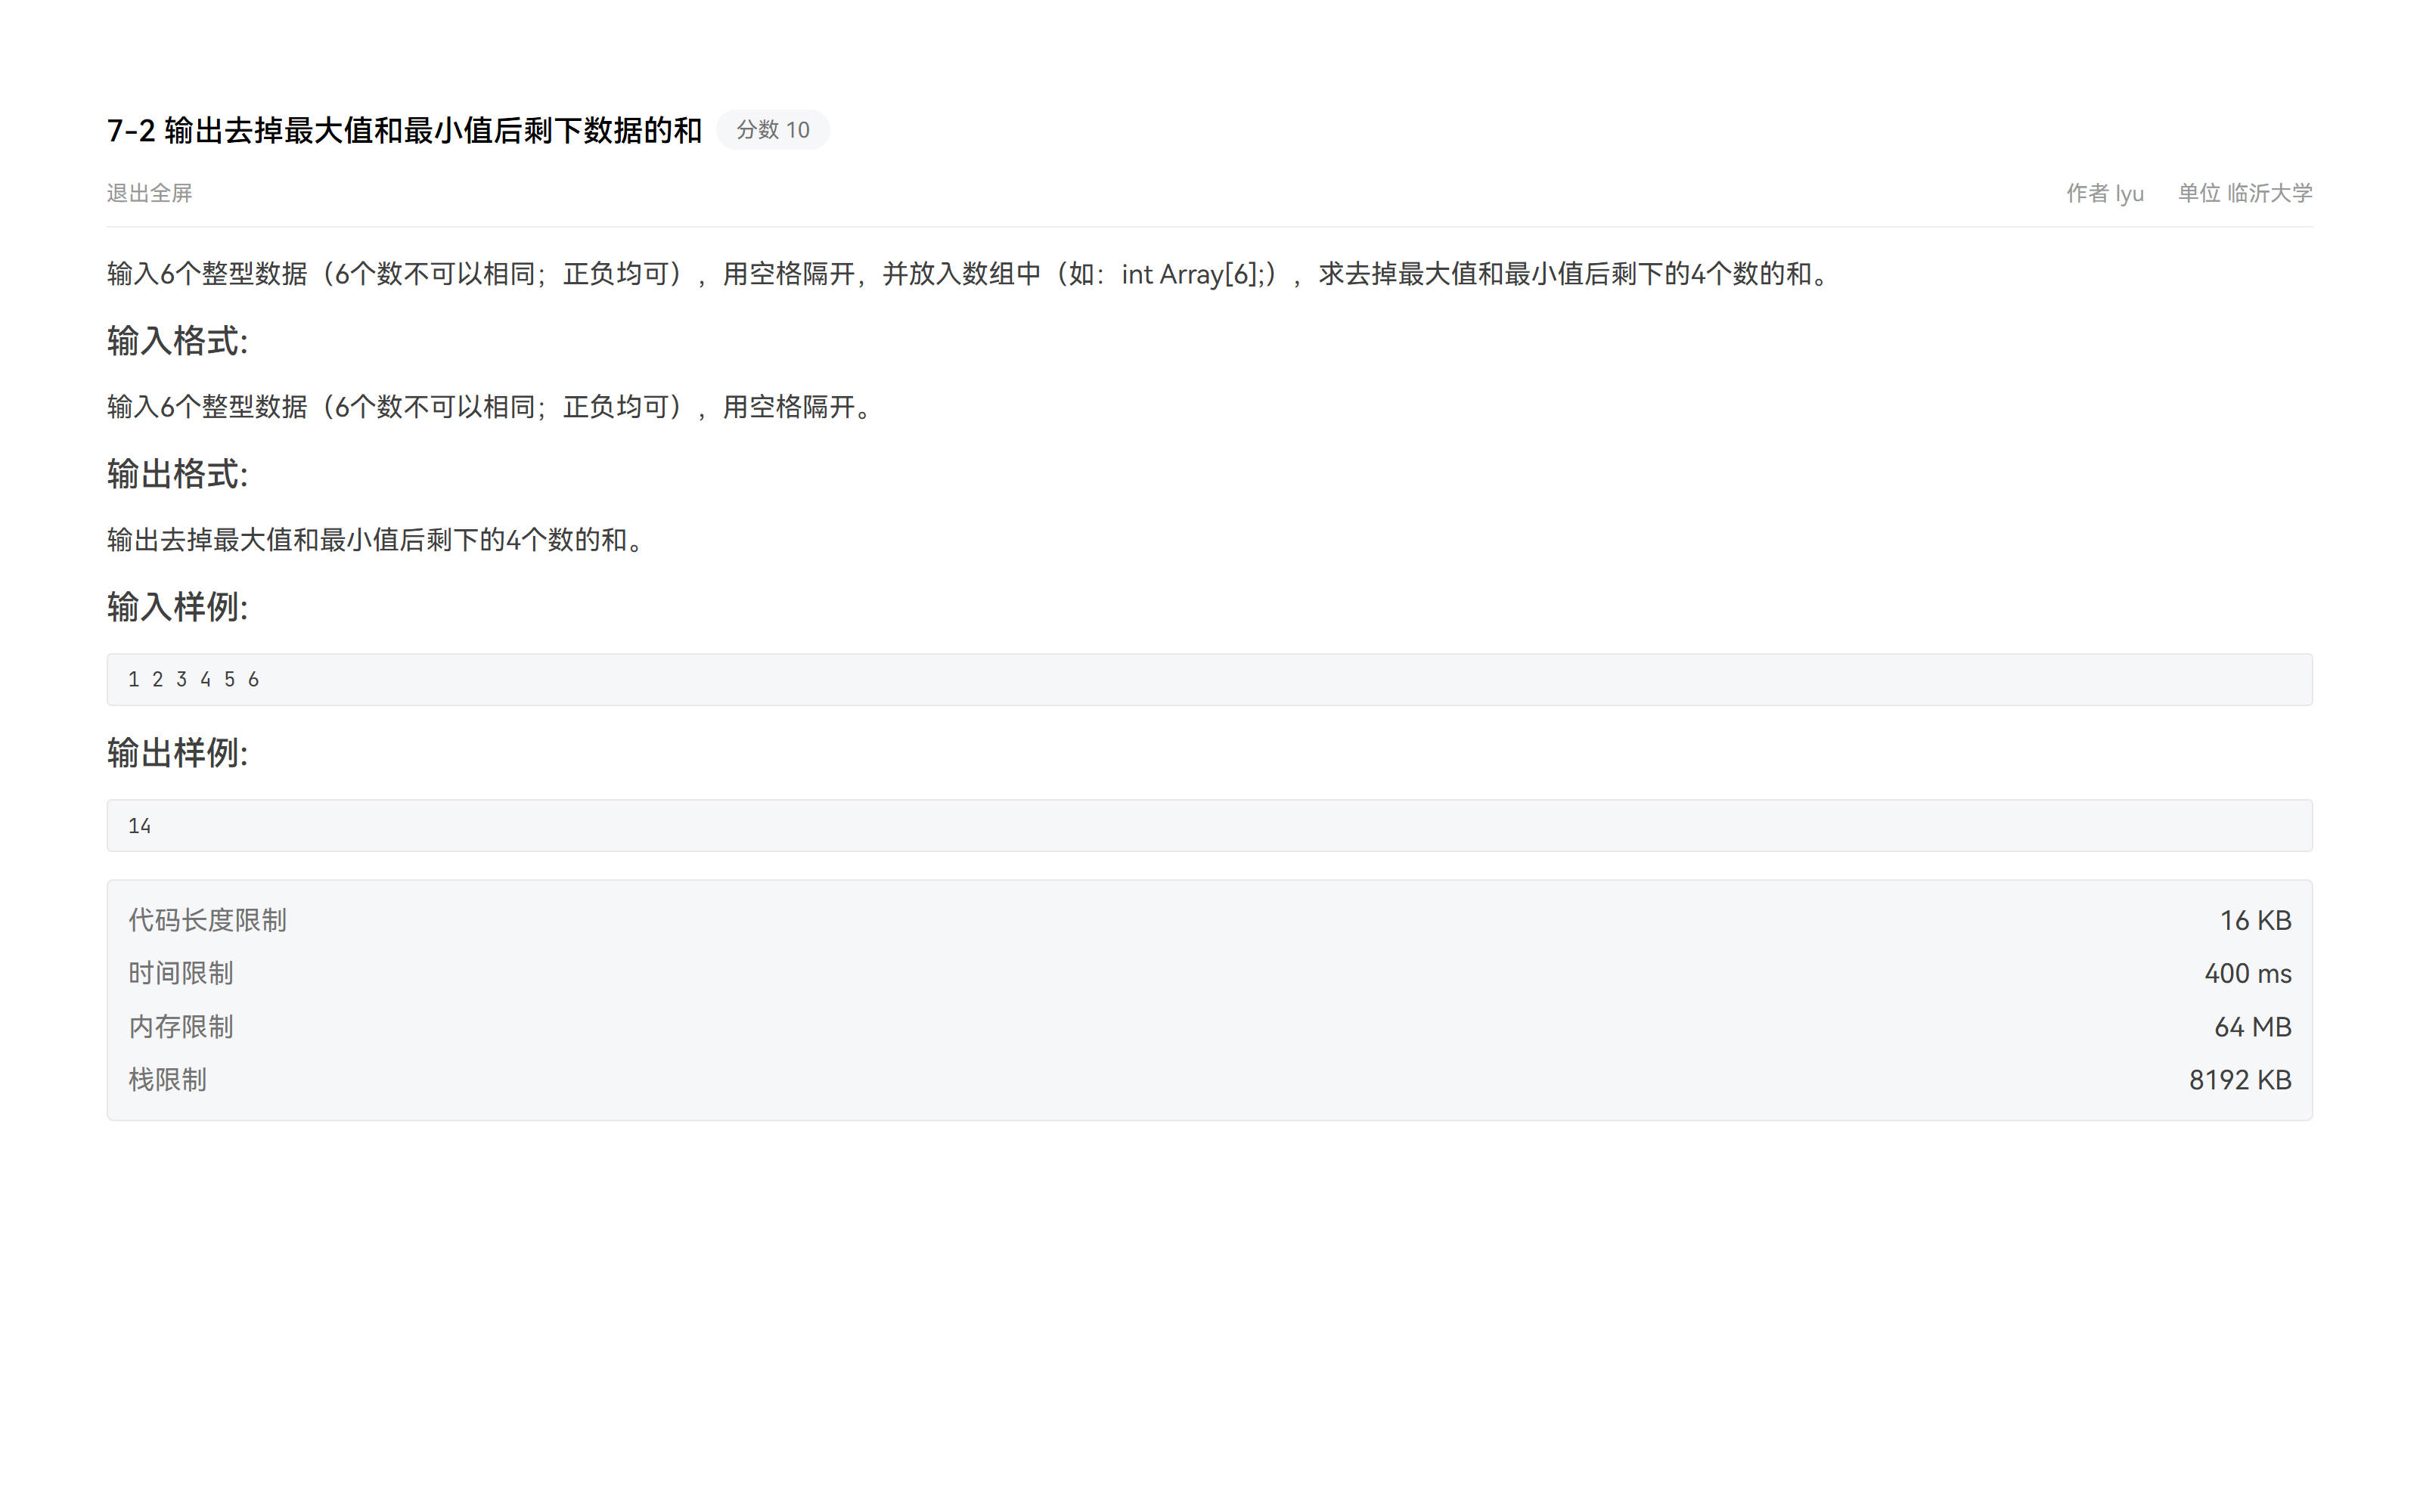 7-2 输出去掉最大值和最小值后剩下数据的和 分数 10
退出全屏 作者 lyu 单位 临沂大学
输入6个整型数据（6个数不可以相同；正负均可），用空格隔开，并放入数组中（如：int Array[6];），求去掉最大值和最小值后剩下的4个数的和。
输入格式:
输入6个整型数据（6个数不可以相同；正负均可），用空格隔开。
输出格式:
输出去掉最大值和最小值后剩下的4个数的和。
输入样例:
1 2 3 4 5 6
输出样例:
14
代码长度限制 16 KB
时间限制 400 ms
内存限制 64 MB
栈限制 8192 KB